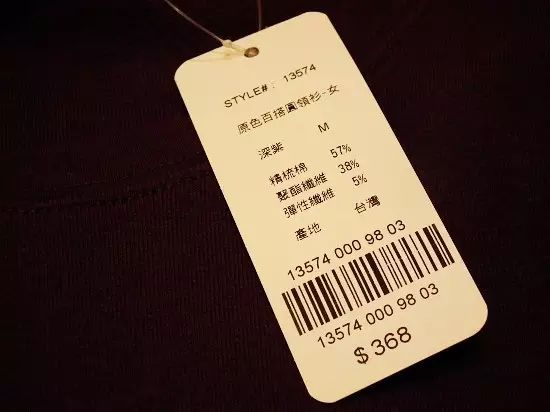 STYLE#： 13574
原色百搭圓領衫-女
深紫 M
精梳棉 57%
聚酯纖維 38%
彈性纖維 5%
產地 台灣
13574 000 98 03
13574 000 98 03
$368